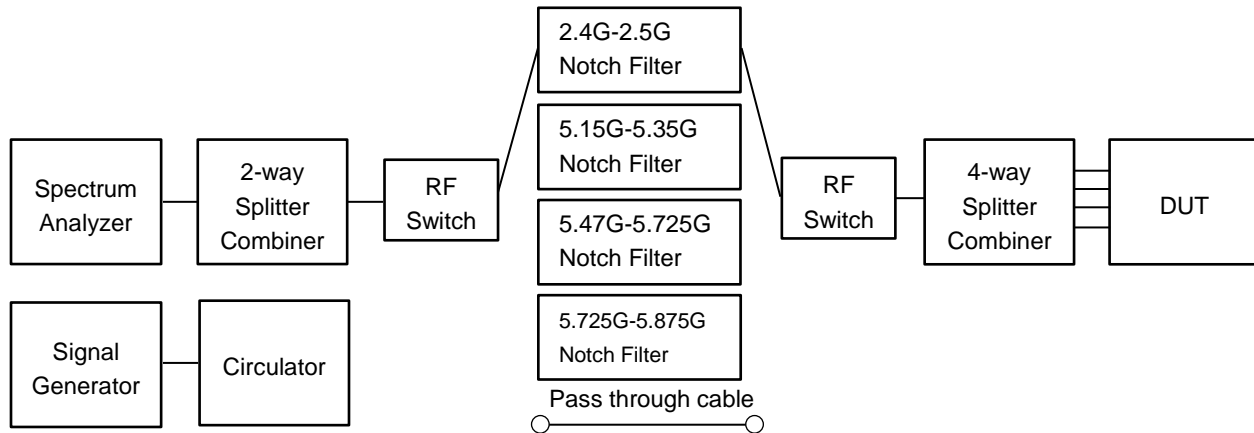 2.4G-2.5G
Notch Filter
5.15G-5.35G
Notch Filter
5.47G-5.725G
Notch Filter
5.725G-5.875G
Notch Filter
Pass through cable
Spectrum
Analyzer
2-way
Splitter
Combiner
RF
Switch
RF
Switch
4-way
Splitter
Combiner
DUT
Signal
Generator
Circulator